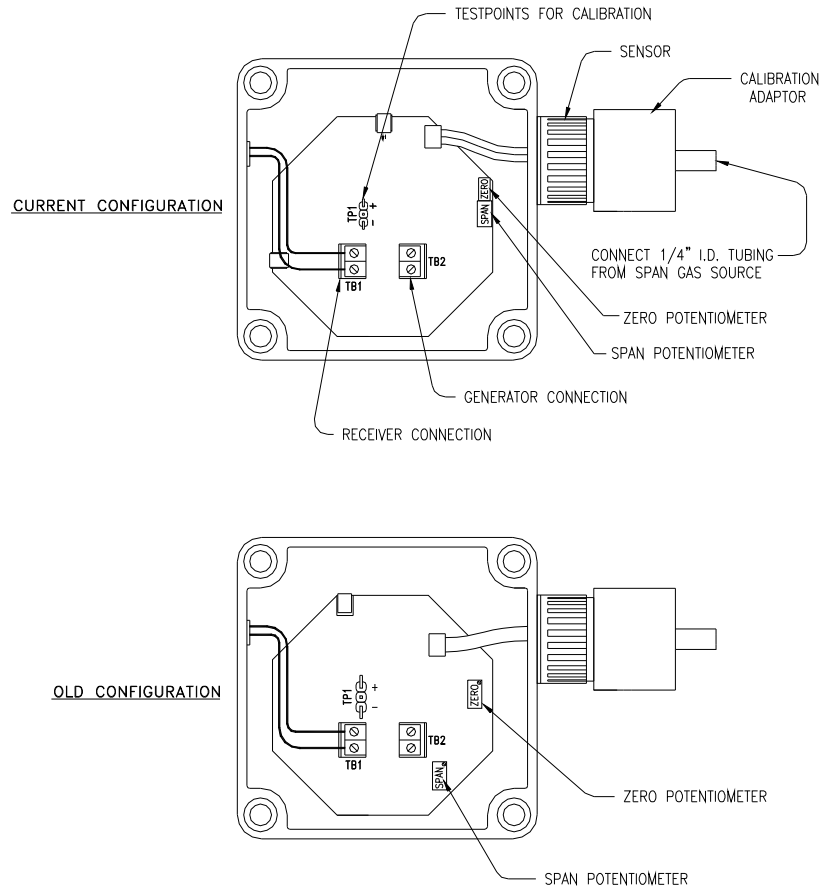 TESTPOINTS FOR CALIBRATION
SENSOR
CALIBRATION
ADAPTOR
CURRENT CONFIGURATION
TP1
+
-
ZERO
SPAN
TB2
TB1
CONNECT 1/4" I.D. TUBING
FROM SPAN GAS SOURCE
ZERO POTENTIOMETER
SPAN POTENTIOMETER
GENERATOR CONNECTION
RECEIVER CONNECTION
OLD CONFIGURATION
TP1
+
-
ZERO
TB2
TB1
SPAN
ZERO POTENTIOMETER
SPAN POTENTIOMETER